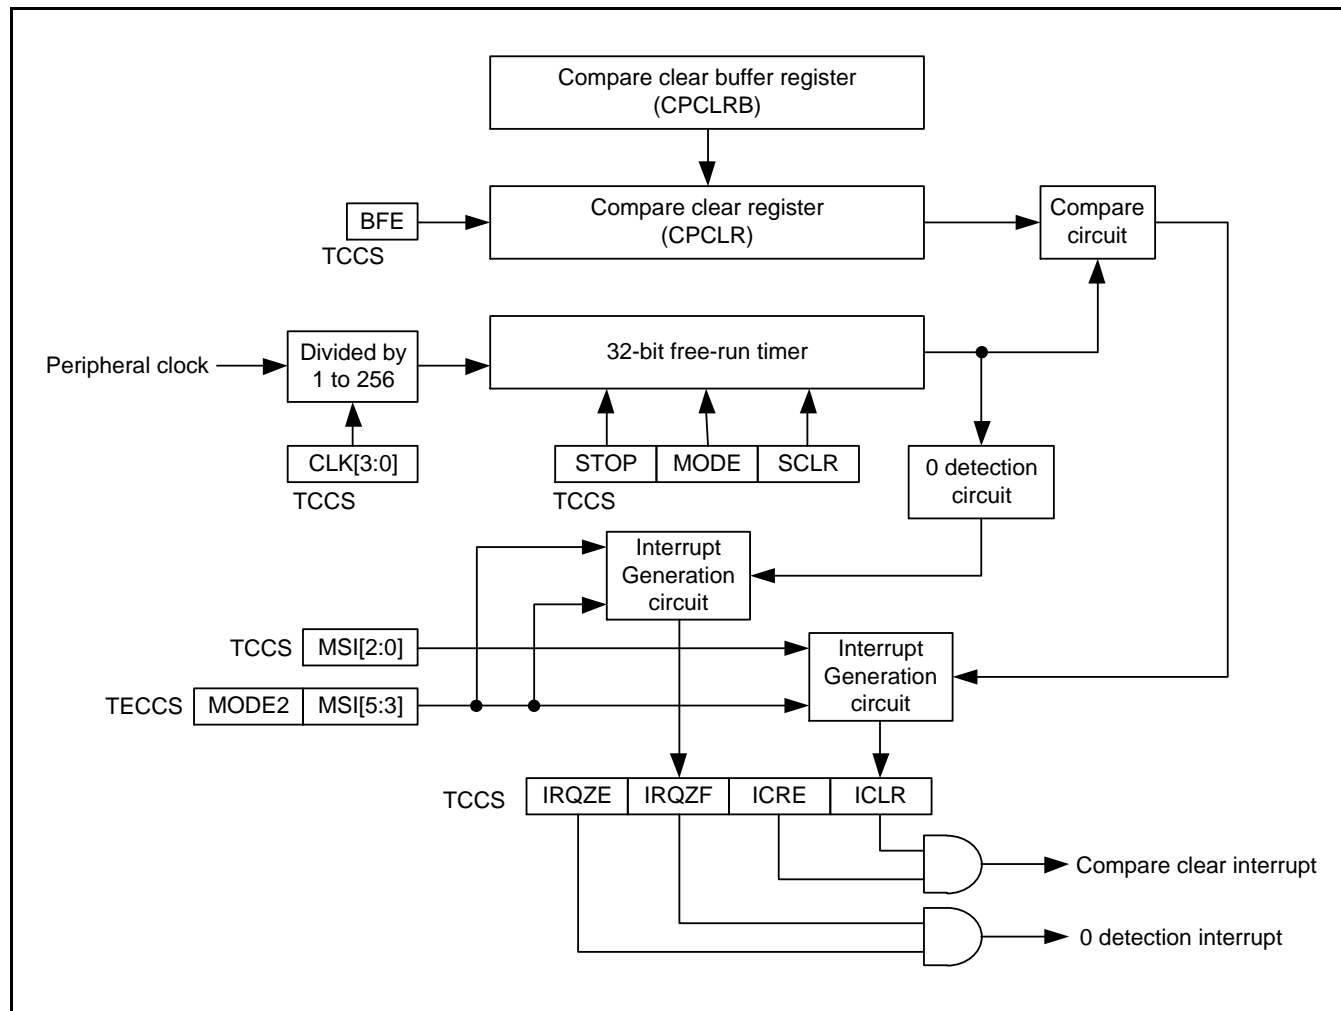 Compare clear buffer register
(CPCLRB)
Compare clear register
(CPCLR)
BFE
TCCS
Compare
circuit
Peripheral clock
Divided by
1 to 256
32-bit free-run timer
CLK[3:0]
TCCS
STOP MODE SCLR
TCCS
0 detection
circuit
Interrupt
Generation
circuit
TCCS MSI[2:0]
Interrupt
Generation
circuit
TECCS MODE2 MSI[5:3]
TCCS IRQZE IRQZF ICRE ICLR
Compare clear interrupt
0 detection interrupt